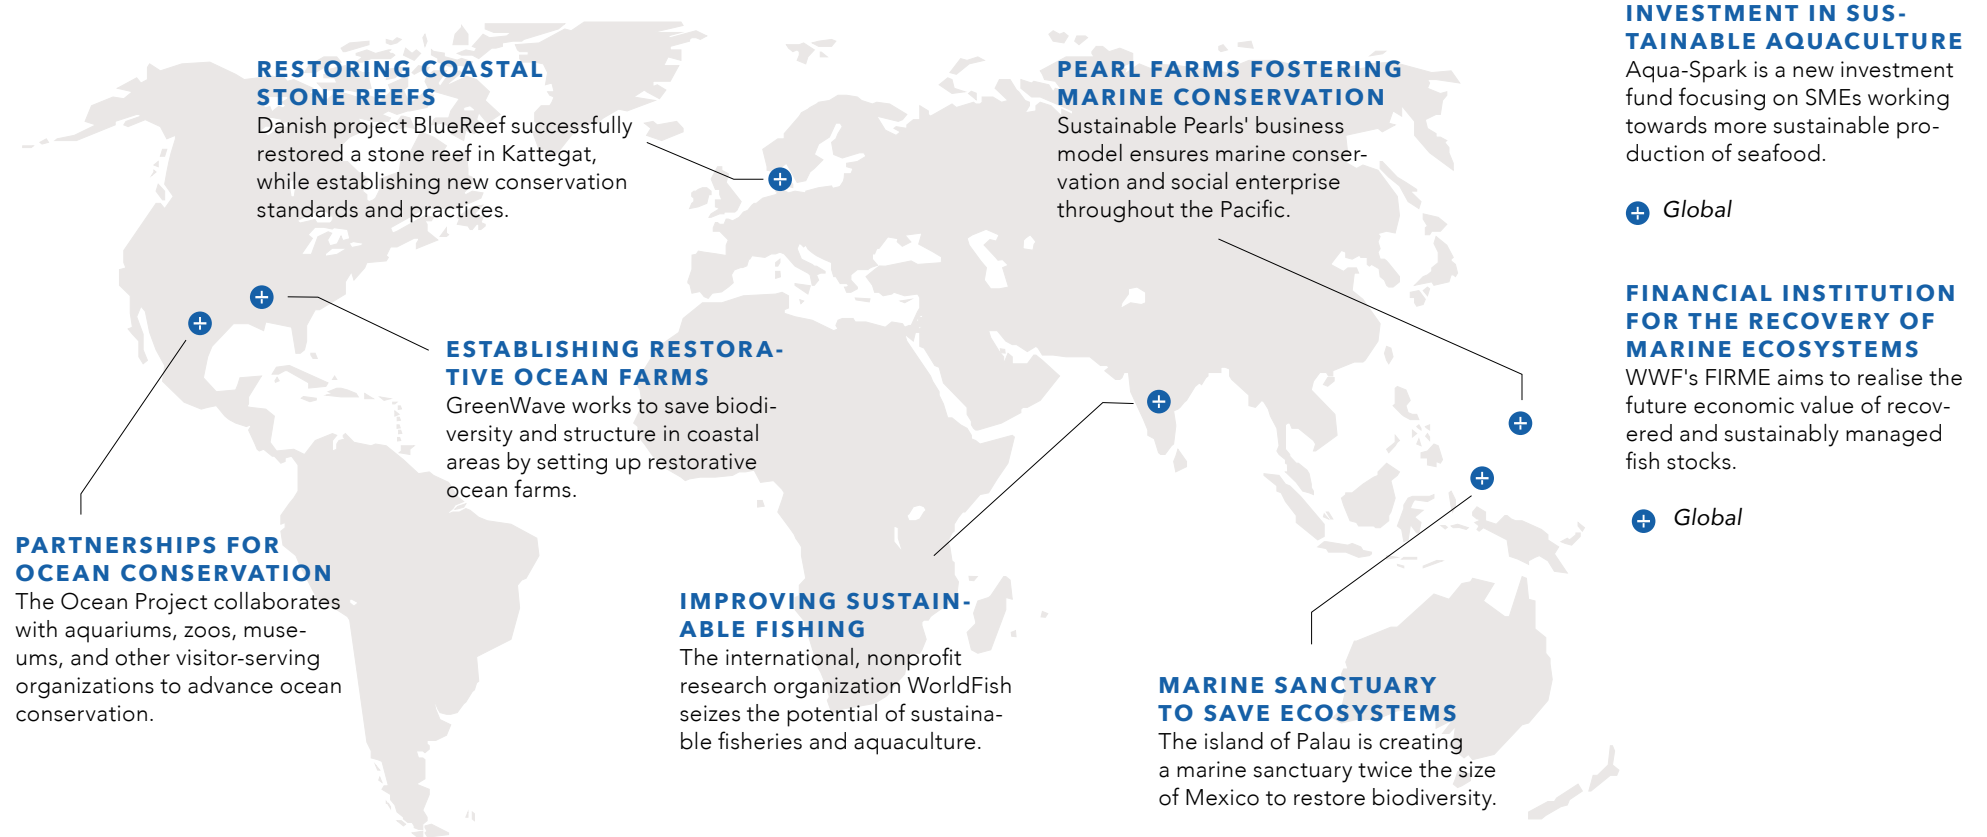 RESTORING COASTAL
STONE REEFS
Danish project BlueReef successfully
restored a stone reef in Kattegat,
while establishing new conservation
standards and practices.
PEARL FARMS FOSTERING
MARINE CONSERVATION
Sustainable Pearls' business
model ensures marine conser-
vation and social enterprise
throughout the Pacific.
INVESTMENT IN SUS-
TAINABLE AQUACULTURE
Aqua-Spark is a new investment
fund focusing on SMEs working
towards more sustainable pro-
duction of seafood.
Global
FINANCIAL INSTITUTION
FOR THE RECOVERY OF
MARINE ECOSYSTEMS
WWF's FIRME aims to realise the
future economic value of recov-
ered and sustainably managed
fish stocks.
Global
ESTABLISHING RESTORA-
TIVE OCEAN FARMS
GreenWave works to save biodi-
versity and structure in coastal
areas by setting up restorative
ocean farms.
PARTNERSHIPS FOR
OCEAN CONSERVATION
The Ocean Project collaborates
with aquariums, zoos, muse-
ums, and other visitor-serving
organizations to advance ocean
conservation.
IMPROVING SUSTAIN-
ABLE FISHING
The international, nonprofit
research organization WorldFish
seizes the potential of sustaina-
ble fisheries and aquaculture.
MARINE SANCTUARY
TO SAVE ECOSYSTEMS
The island of Palau is creating
a marine sanctuary twice the size
of Mexico to restore biodiversity.